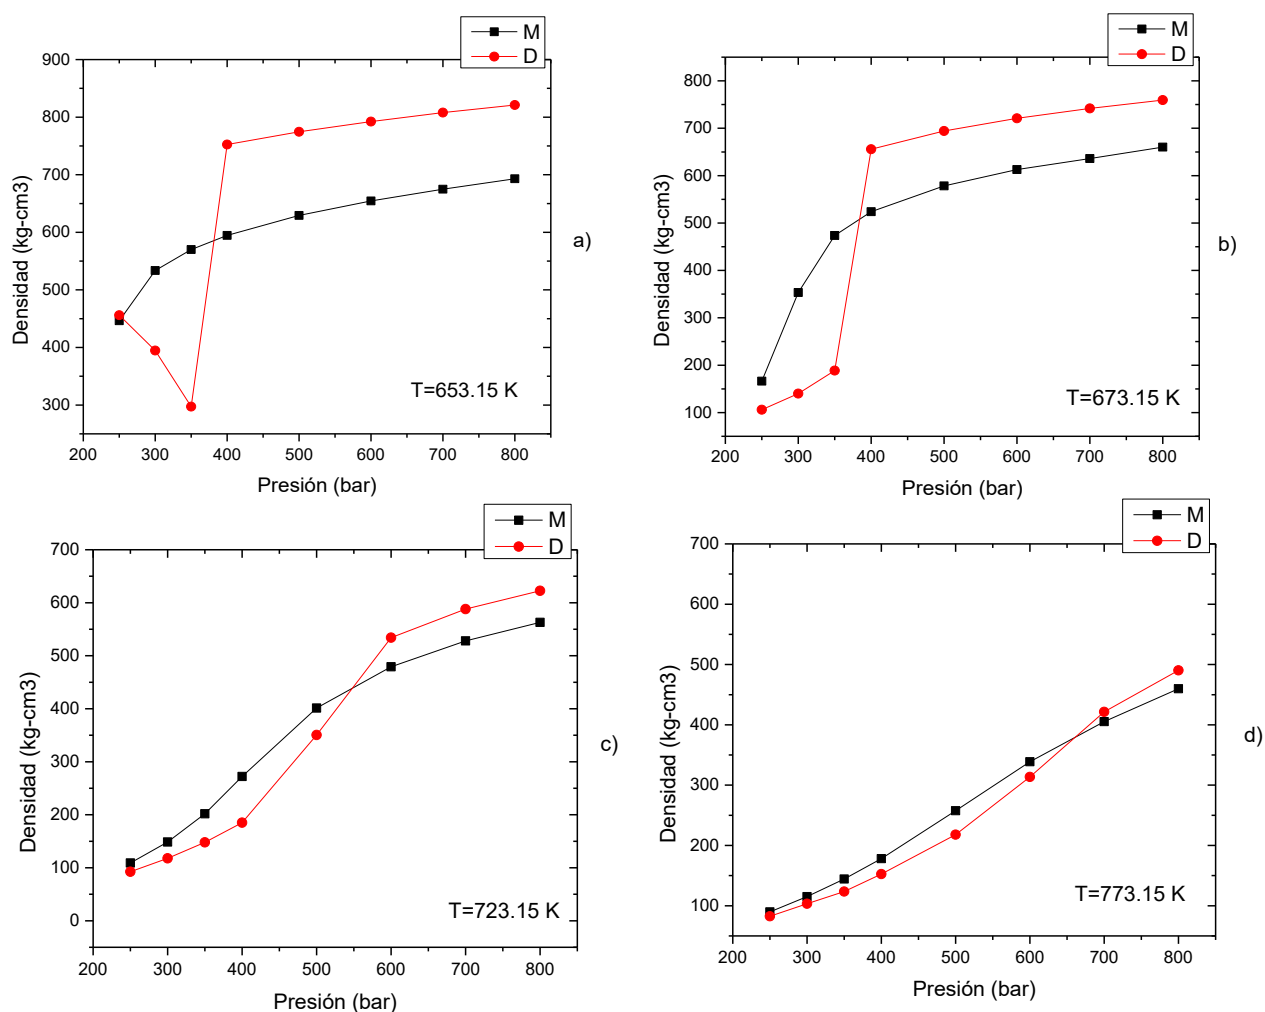 M
D
900
800
700
600
500
400
300
200 300 400 500 600 700 800
Densidad (kg-cm3)
Presión (bar)
T=653.15 K
a)
M
D
800
700
600
500
400
300
200
100
200 300 400 500 600 700 800
Densidad (kg-cm3)
Presión (bar)
T=673.15 K
b)
M
D
700
600
500
400
300
200
100
0
200 300 400 500 600 700 800
Densidad (kg-cm3)
Presión (bar)
T=723.15 K
c)
M
D
700
600
500
400
300
200
100
200 300 400 500 600 700 800
Densidad (kg-cm3)
Presión (bar)
T=773.15 K
d)